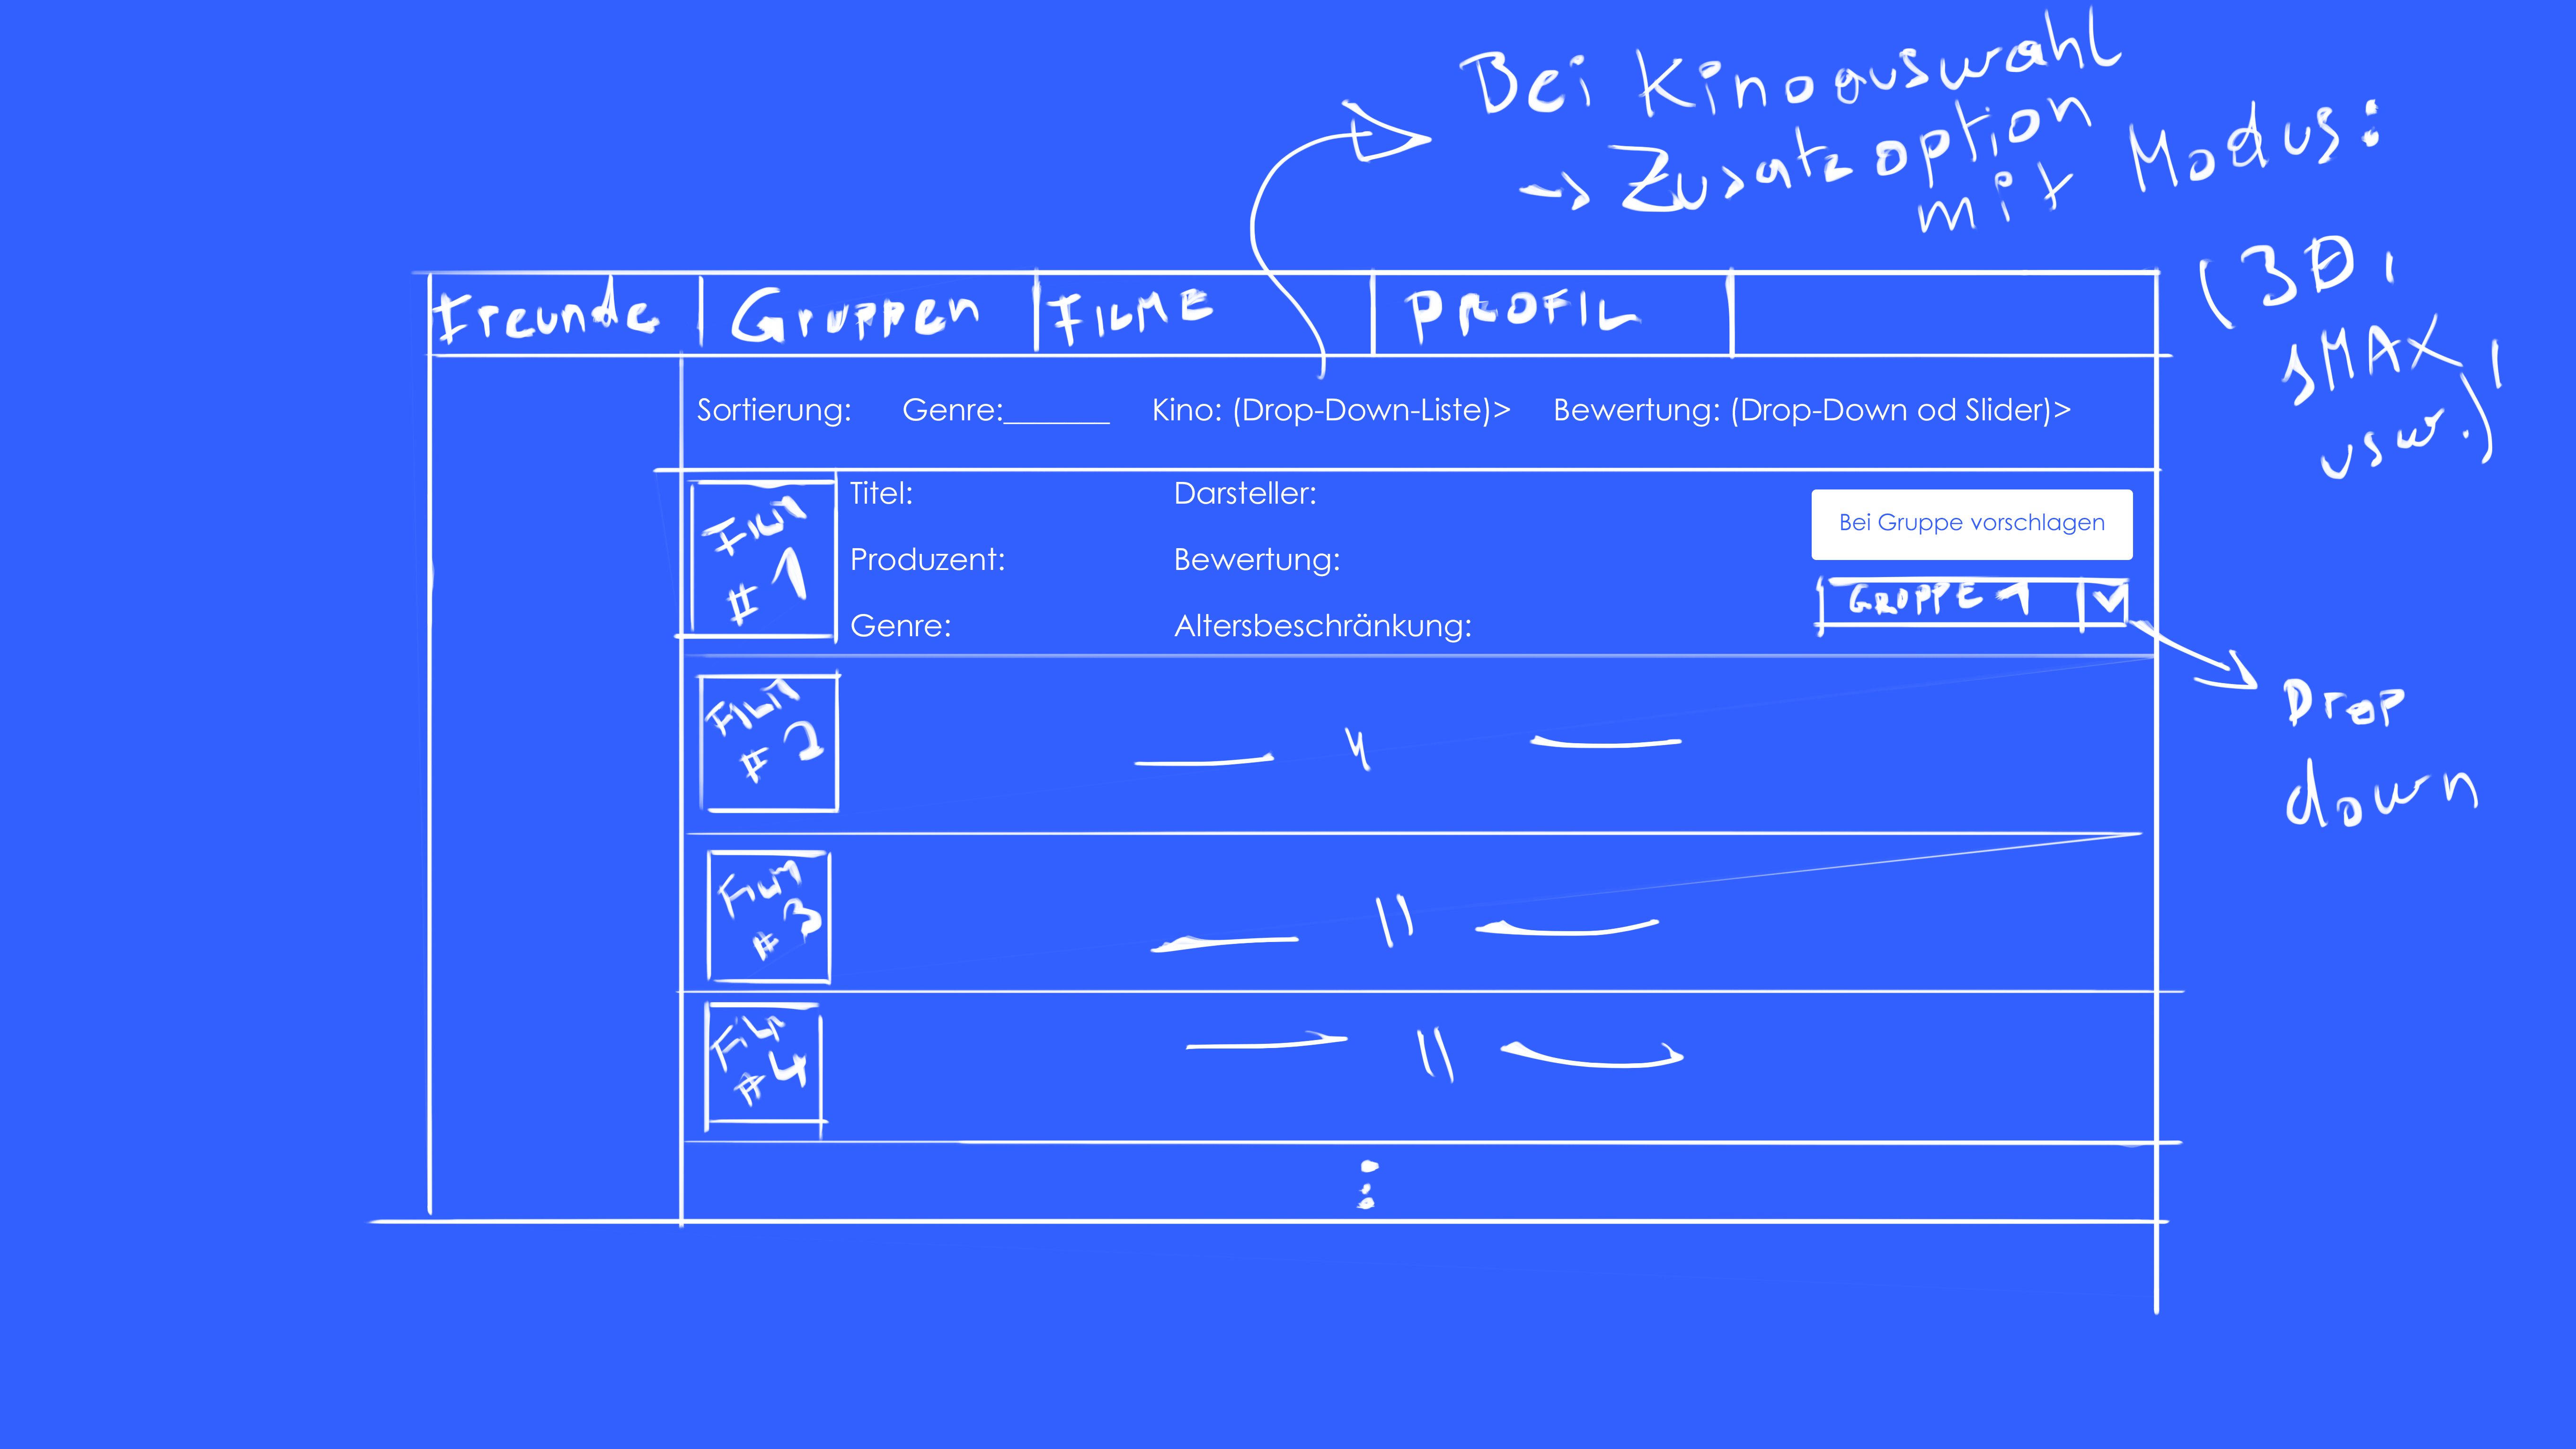 Bei Kinoauswahl
→ Zusatzoption
mit Modus:
(3D,
IMAX,
usw.)
Freunde | Gruppen | FILME | PROFIL |
Sortierung: Genre:_______ Kino: (Drop-Down-Liste)> Bewertung: (Drop-Down od Slider)>
Film #1
Titel: Darsteller:
Bei Gruppe vorschlagen
Produzent: Bewertung:
GRUPPE 1
Genre: Altersbeschränkung:
Drop
down
FILM #2
— " —
Film #3
— " —
Film #4
— " —
⋮